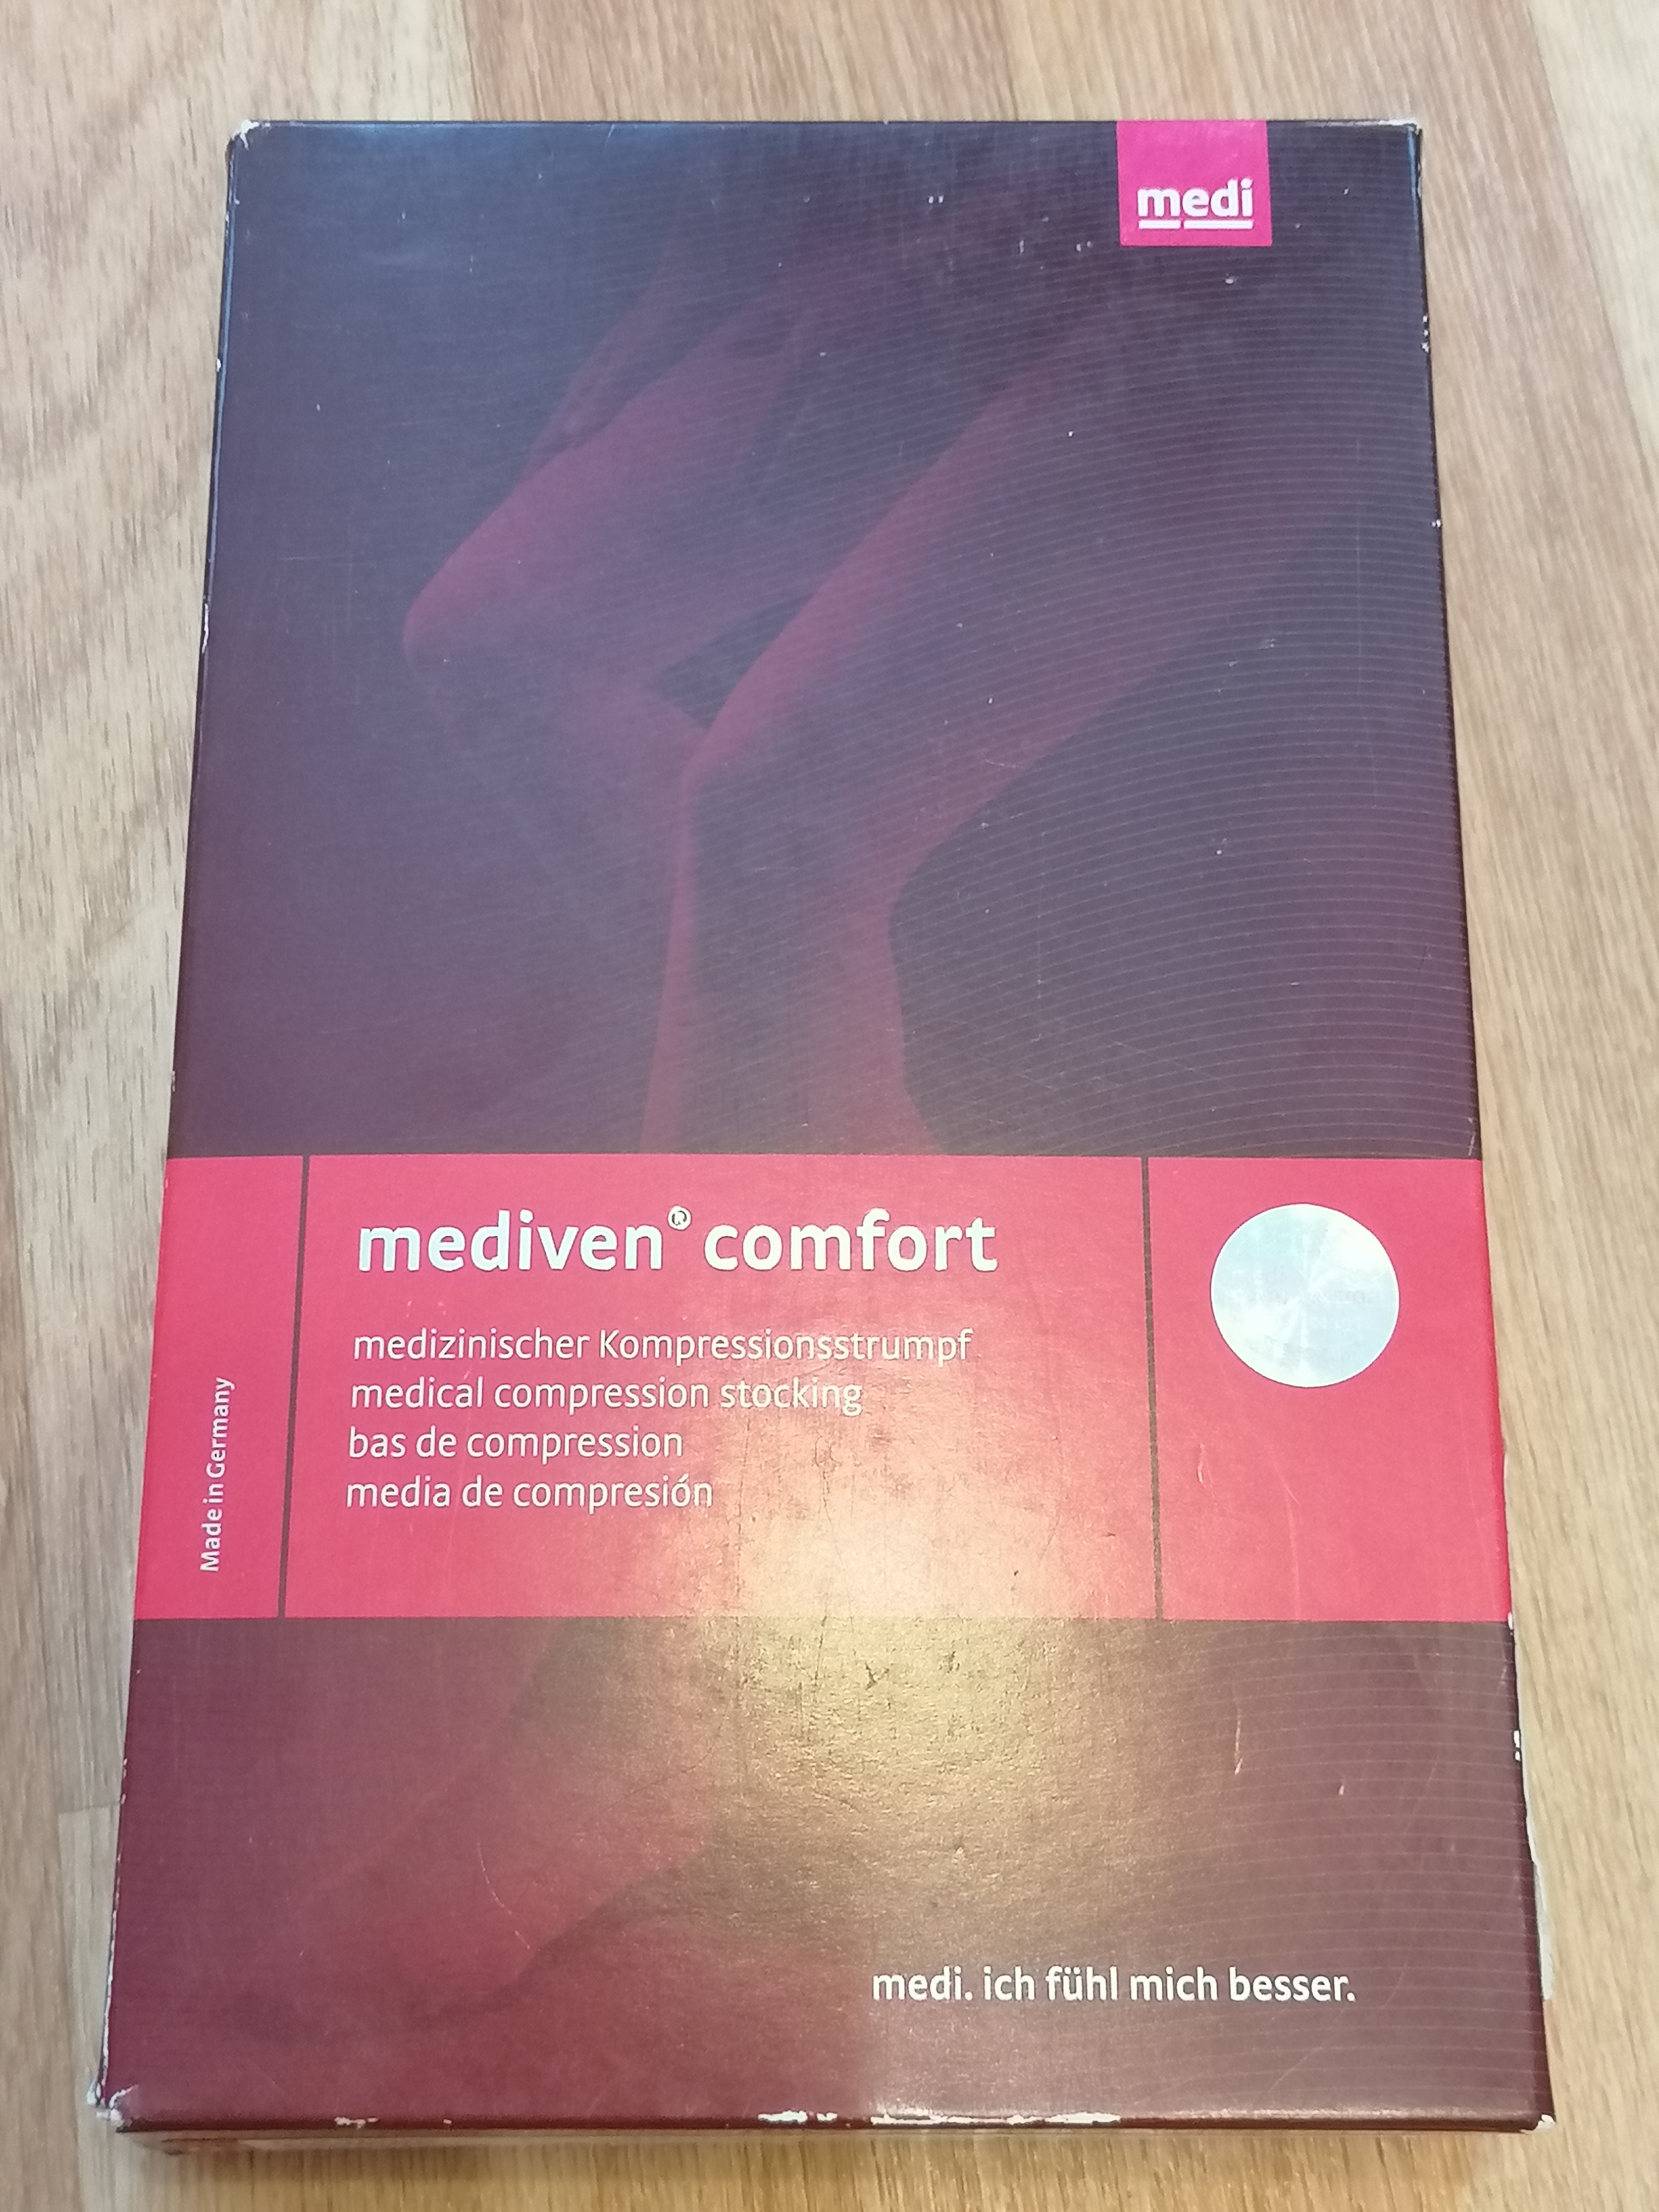 medi
mediven® comfort
medizinischer Kompressionsstrumpf
medical compression stocking
bas de compression
media de compresión
Made in Germany
medi. ich fühl mich besser.